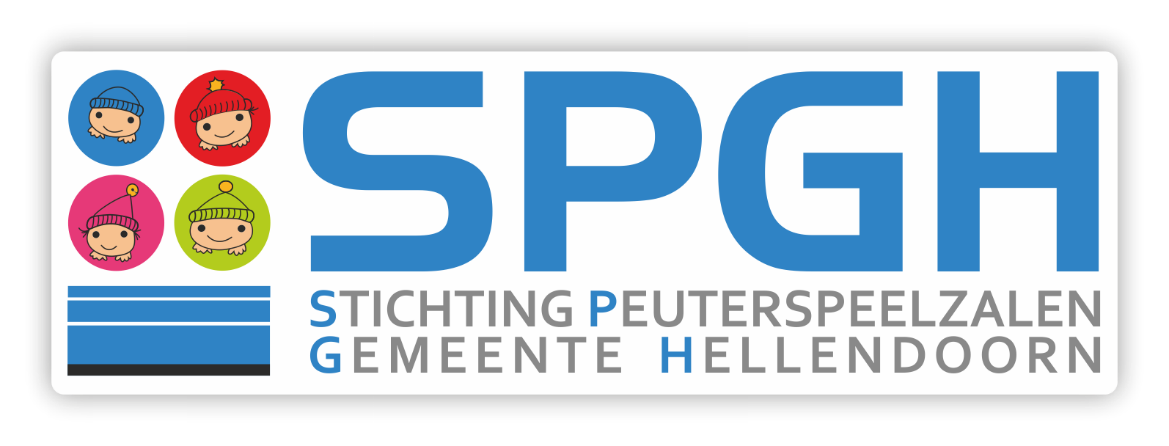 SPGH
STICHTING PEUTERSPEELZALEN
GEMEENTE HELLENDOORN